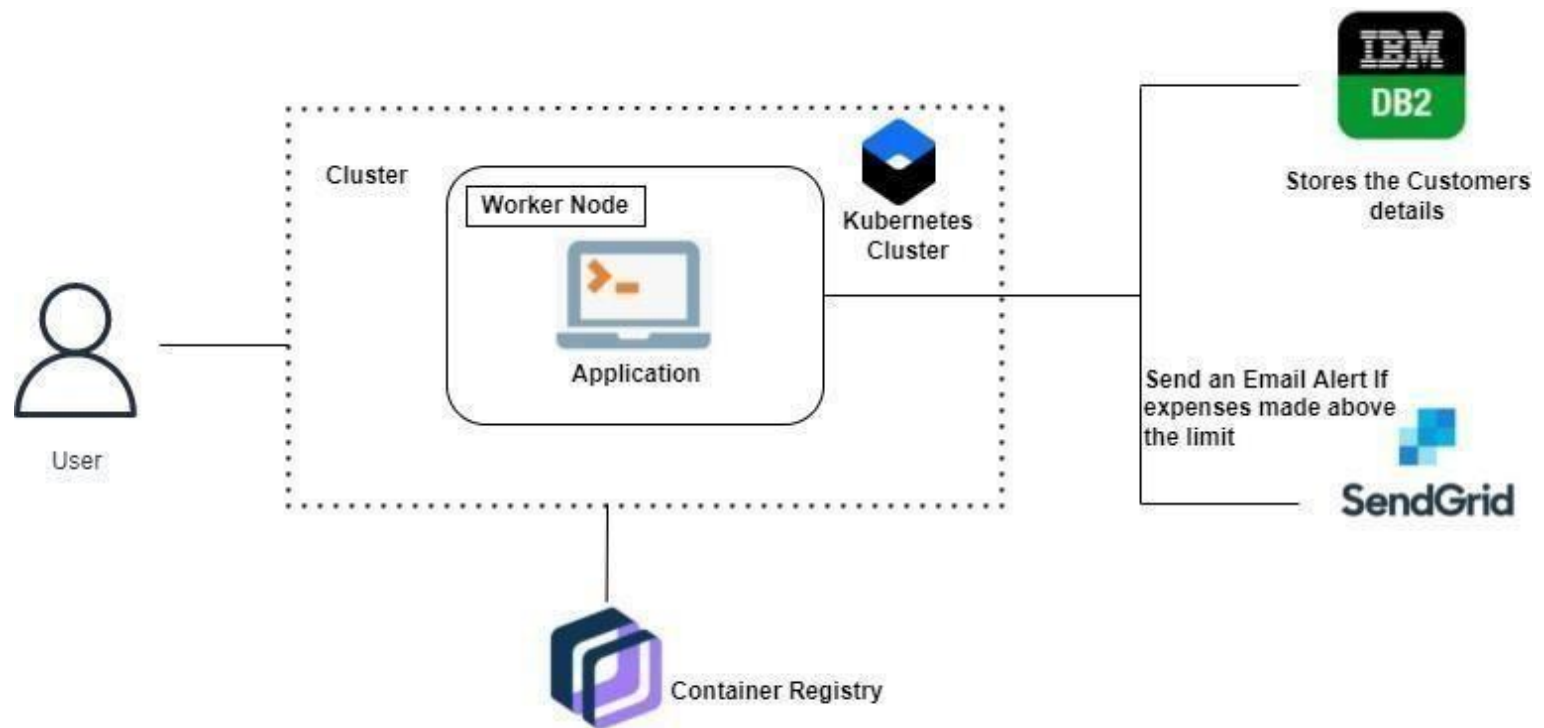 IBM
DB2
Stores the Customers
details
Cluster
Worker Node
Kubernetes
Cluster
Application
User
Send an Email Alert If
expenses made above
the limit
SendGrid
Container Registry